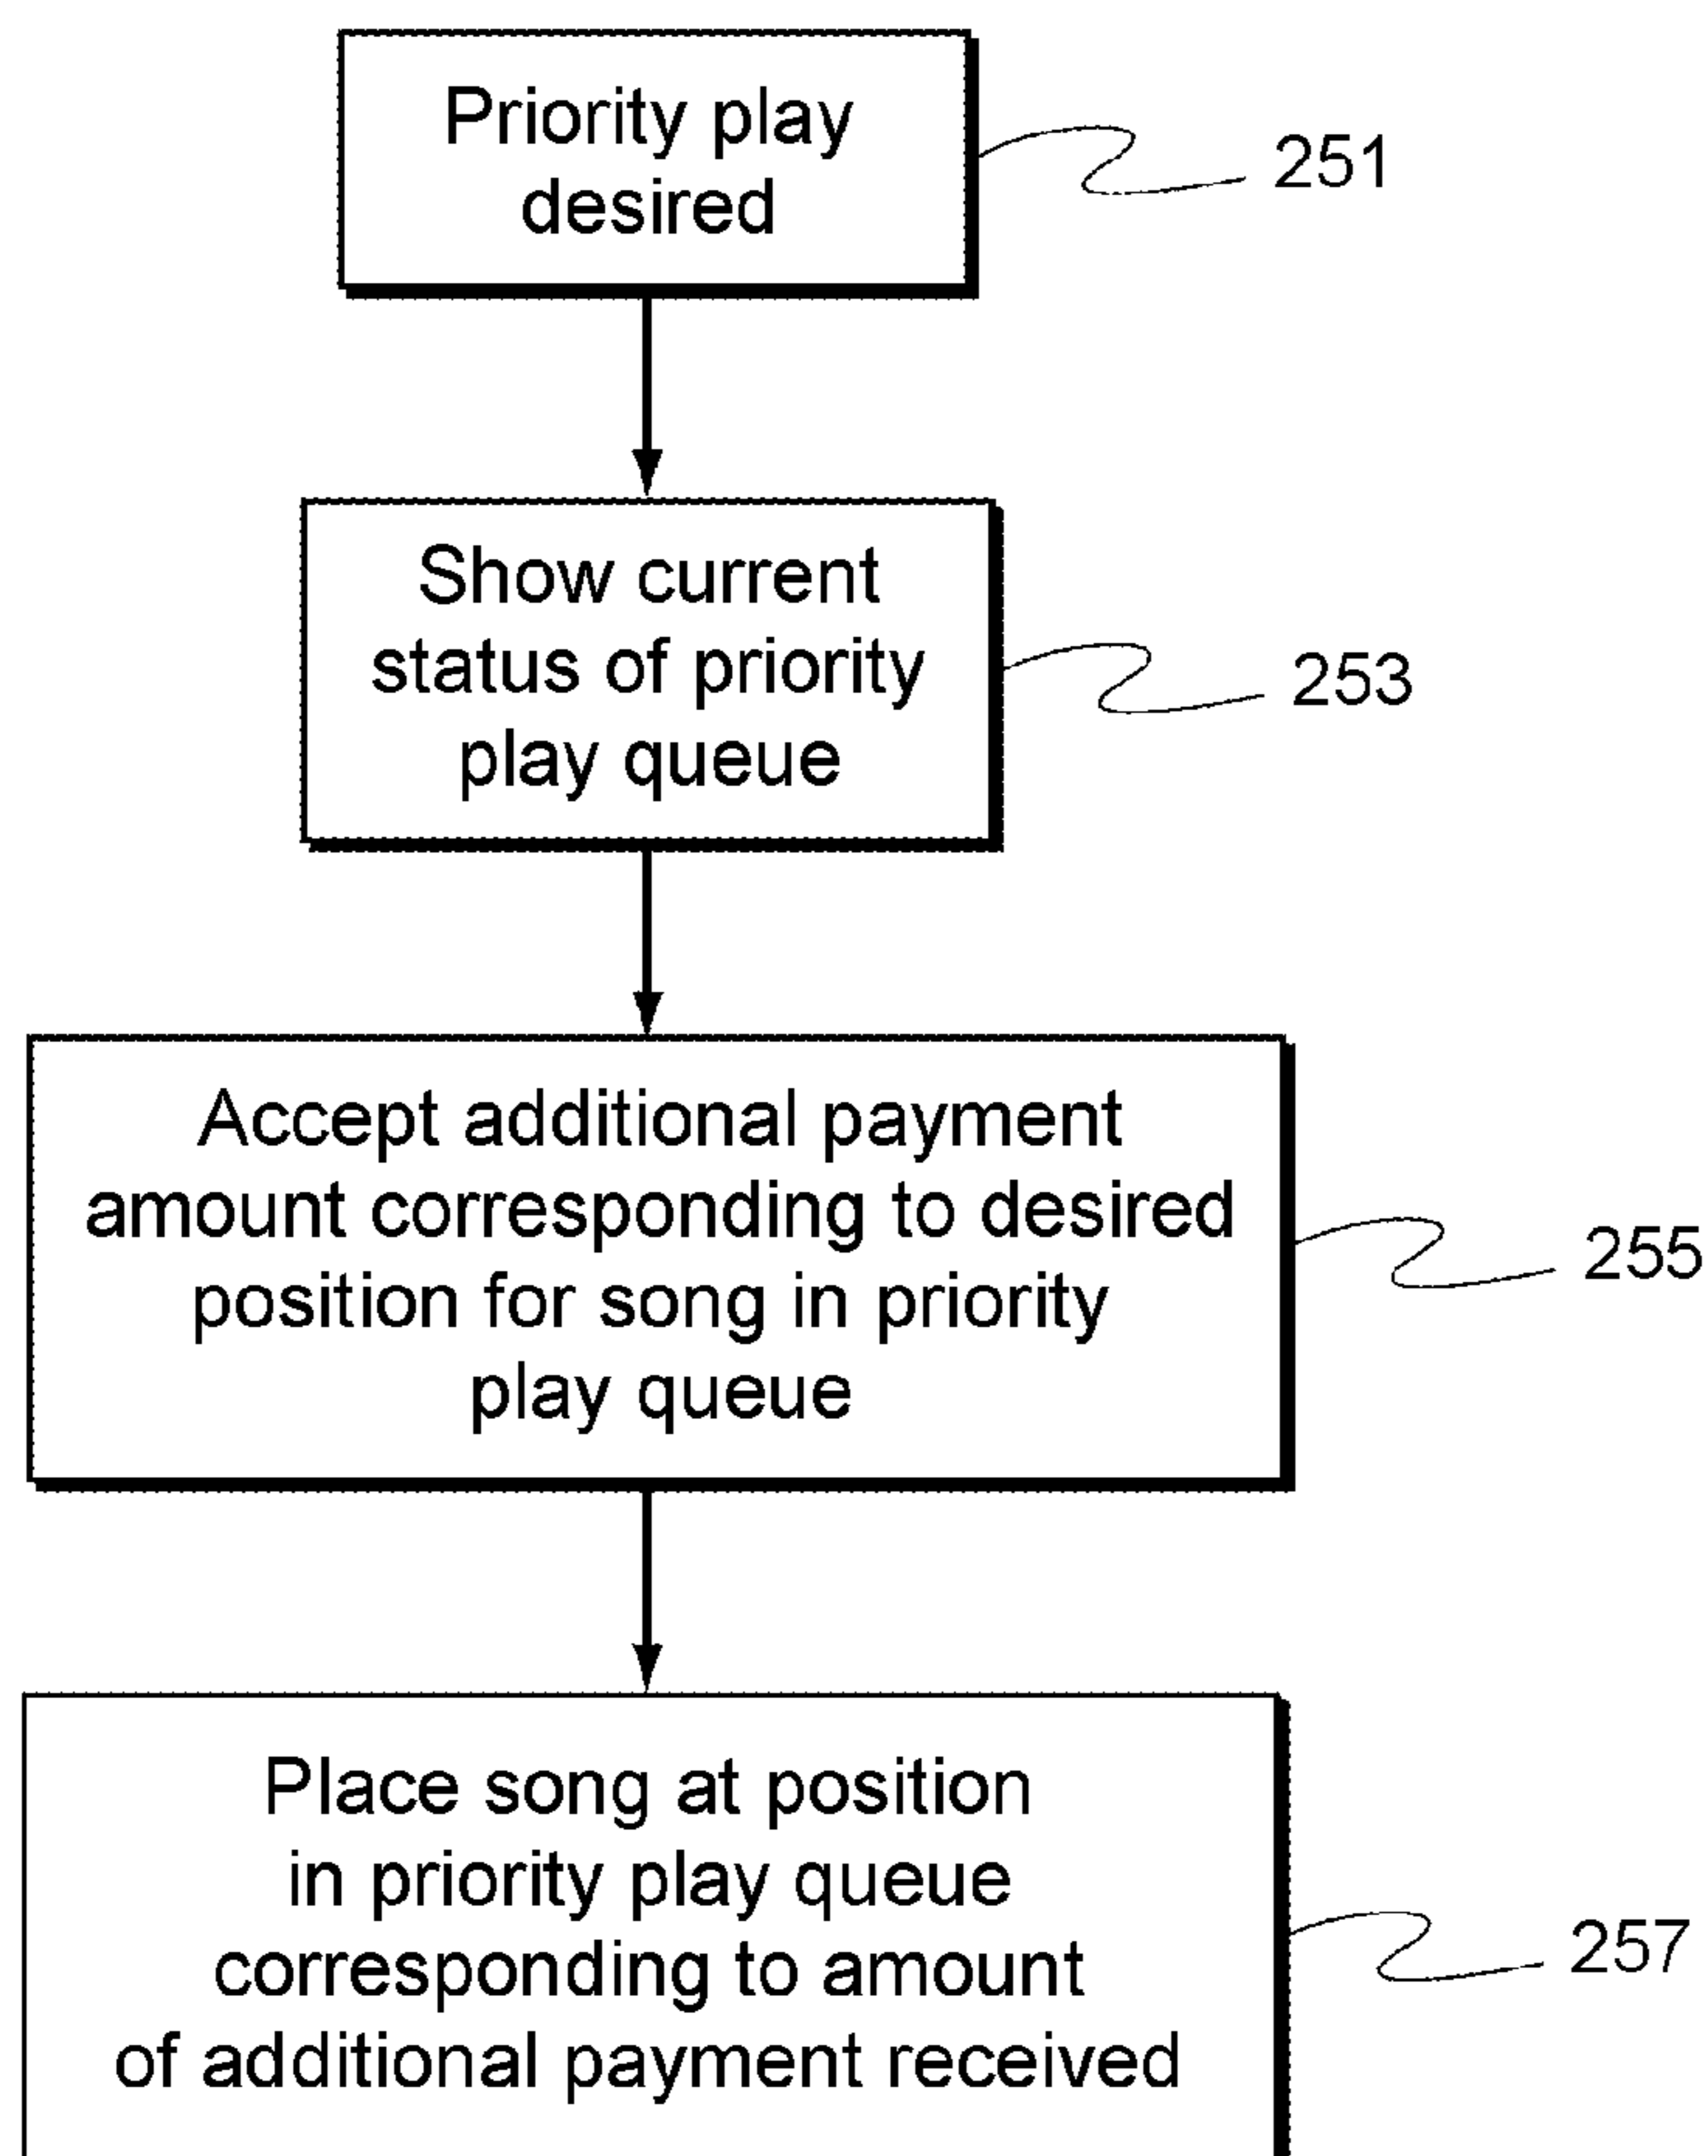 Priority play
desired
251
Show current
status of priority
play queue
253
Accept additional payment
amount corresponding to desired
position for song in priority
play queue
255
Place song at position
in priority play queue
corresponding to amount
of additional payment received
257